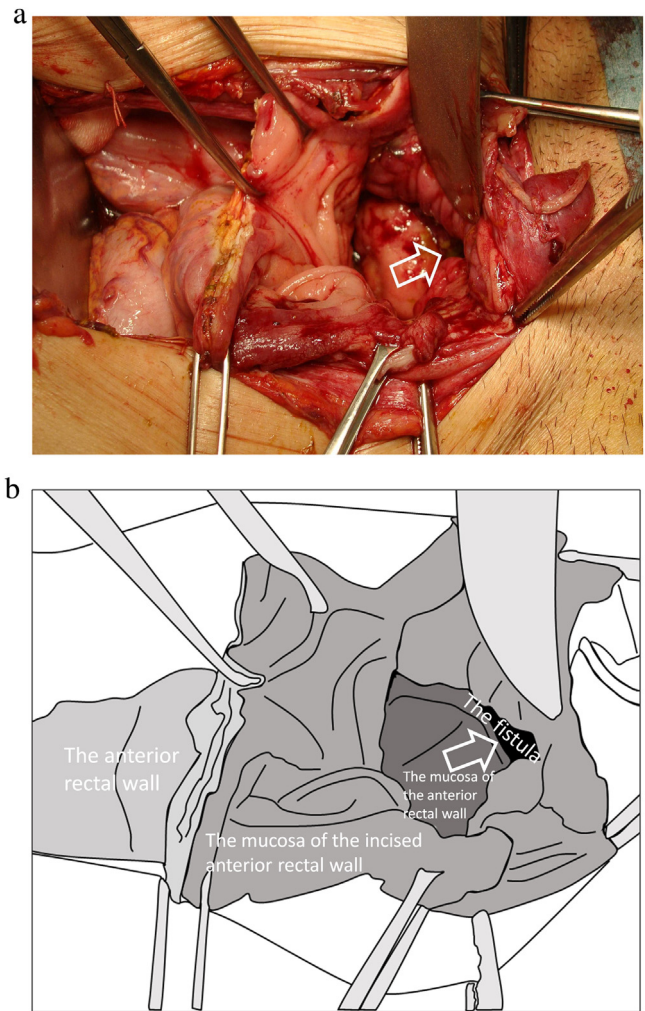 a
b
The anterior
rectal wall
The fistula
The mucosa of
the anterior
rectal wall
The mucosa of the incised
anterior rectal wall